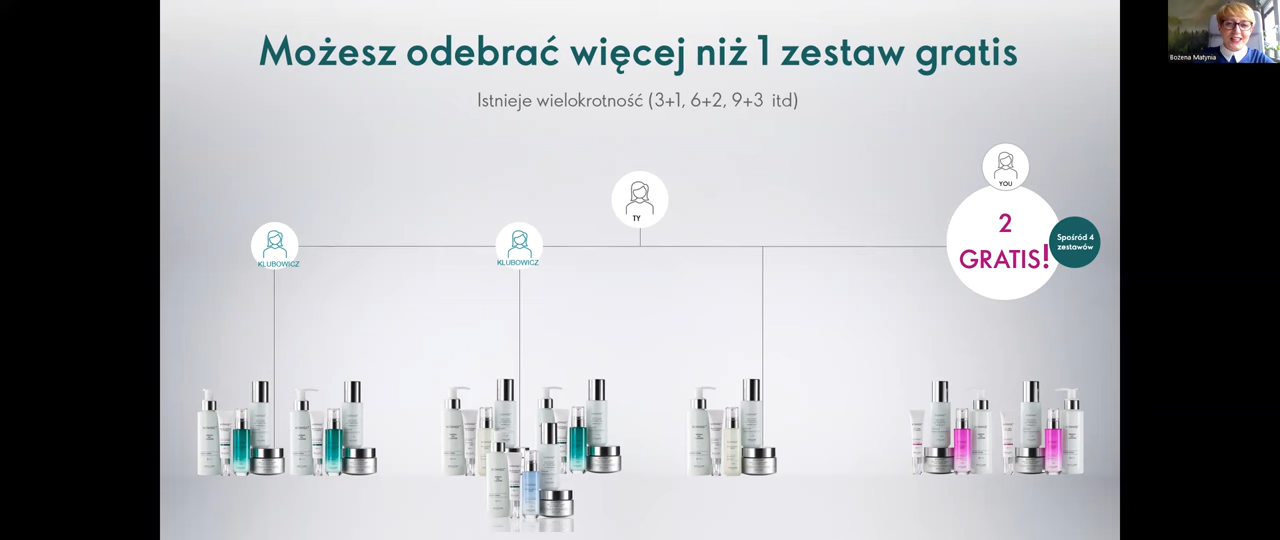 Możesz odebrać więcej niż 1 zestaw gratis
Istnieje wielokrotność (3+1, 6+2, 9+3 itd)
Bożena Matynia
TY
YOU
KLUBOWICZ
KLUBOWICZ
2
GRATIS!
Spośród 4
zestawów